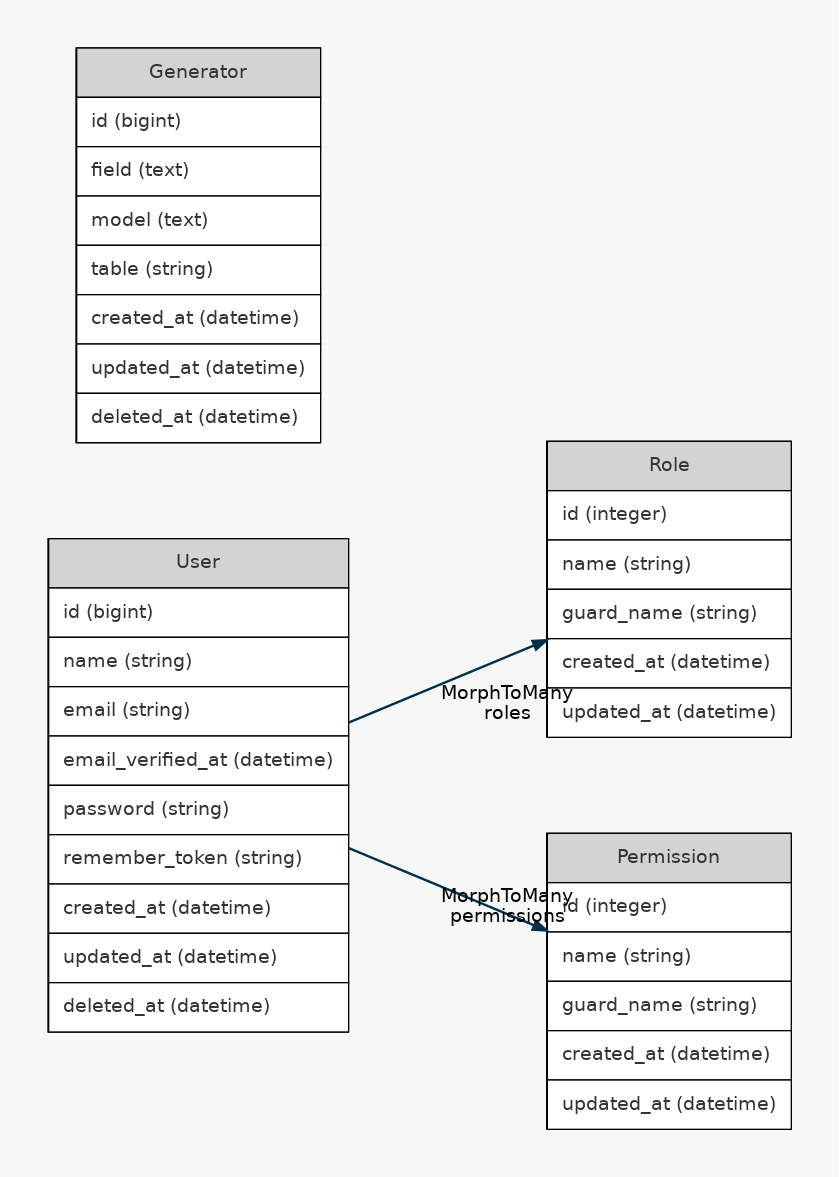 Generator
id (bigint)
field (text)
model (text)
table (string)
created_at (datetime)
updated_at (datetime)
deleted_at (datetime)
User
id (bigint)
name (string)
email (string)
email_verified_at (datetime)
password (string)
remember_token (string)
created_at (datetime)
updated_at (datetime)
deleted_at (datetime)
MorphToMany
roles
MorphToMany
permissions
Role
id (integer)
name (string)
guard_name (string)
created_at (datetime)
updated_at (datetime)
Permission
id (integer)
name (string)
guard_name (string)
created_at (datetime)
updated_at (datetime)